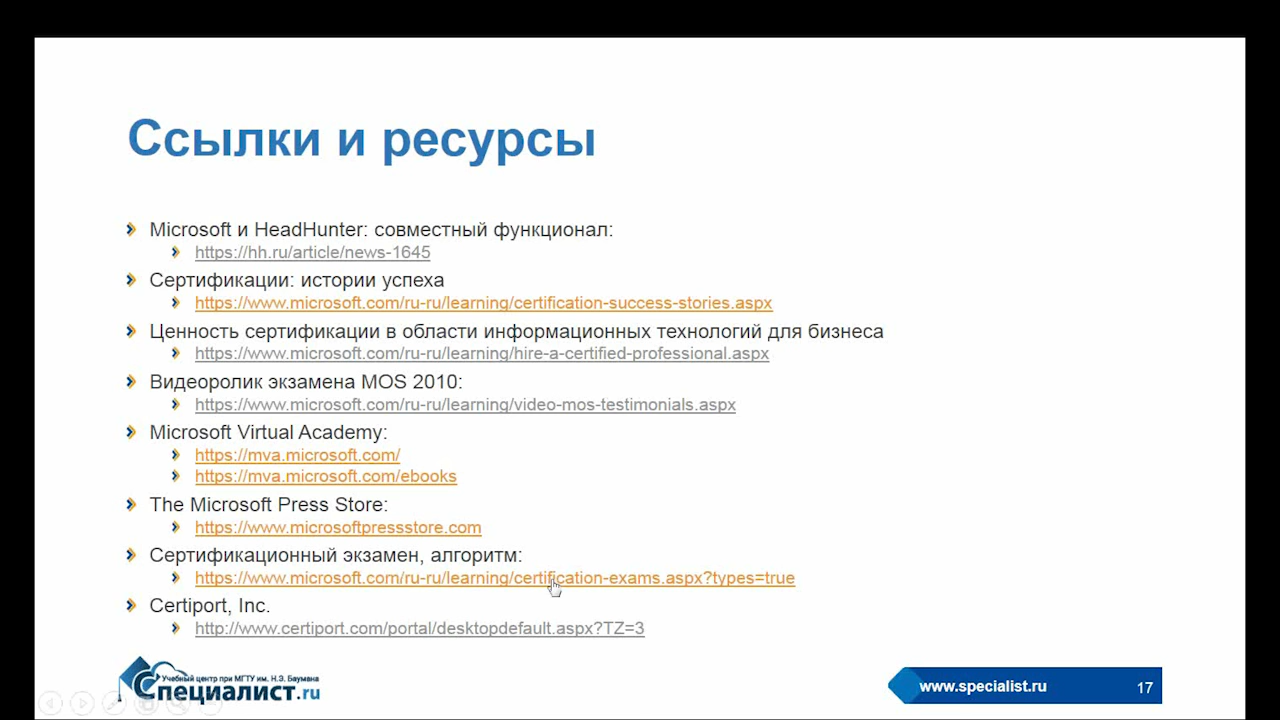 Ссылки и ресурсы
Microsoft и HeadHunter: совместный функционал:
https://hh.ru/article/news-1645
Сертификации: истории успеха
https://www.microsoft.com/ru-ru/learning/certification-success-stories.aspx
Ценность сертификации в области информационных технологий для бизнеса
https://www.microsoft.com/ru-ru/learning/hire-a-certified-professional.aspx
Видеоролик экзамена MOS 2010:
https://www.microsoft.com/ru-ru/learning/video-mos-testimonials.aspx
Microsoft Virtual Academy:
https://mva.microsoft.com/
https://mva.microsoft.com/ebooks
The Microsoft Press Store:
https://www.microsoftpressstore.com
Сертификационный экзамен, алгоритм:
https://www.microsoft.com/ru-ru/learning/certification-exams.aspx?types=true
Certiport, Inc.
http://www.certiport.com/portal/desktopdefault.aspx?TZ=3
Учебный центр при МГТУ им. Н.Э. Баумана
Специалист.ru
www.specialist.ru
17